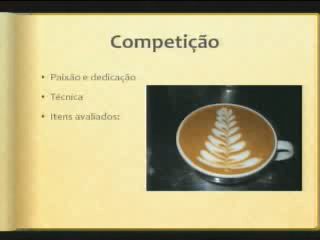 Competição
• Paixão e dedicação
• Técnica
• Itens avaliados: